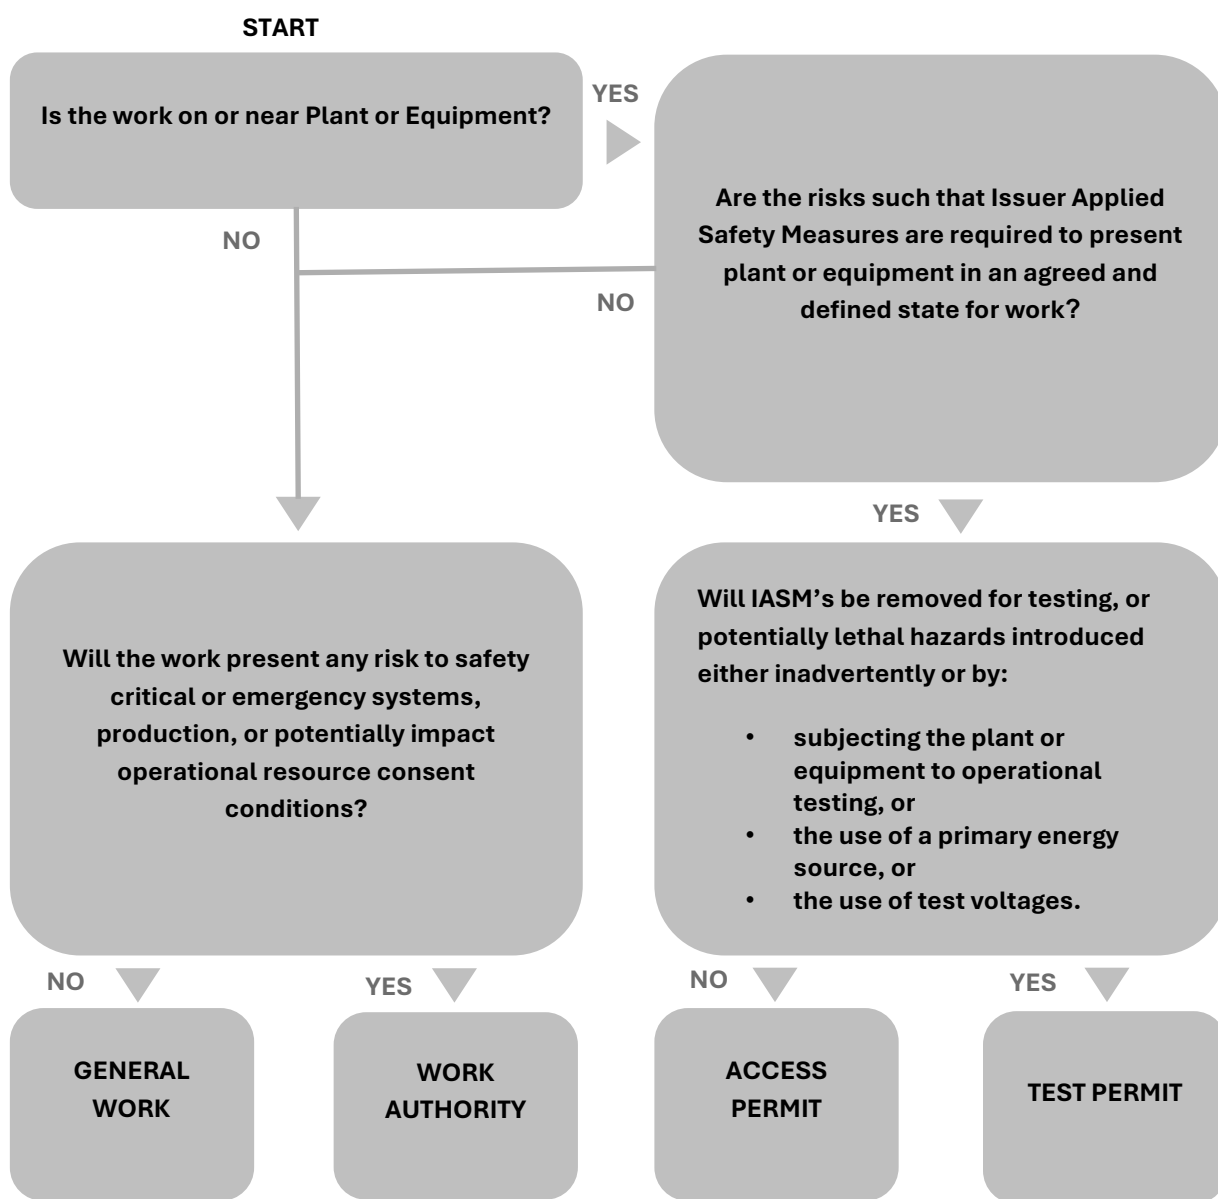 START
Is the work on or near Plant or Equipment?
YES
Are the risks such that Issuer Applied
Safety Measures are required to present
plant or equipment in an agreed and
defined state for work?
NO
NO
YES
Will the work present any risk to safety
critical or emergency systems,
production, or potentially impact
operational resource consent
conditions?
Will IASM’s be removed for testing, or
potentially lethal hazards introduced
either inadvertently or by:
• subjecting the plant or
equipment to operational
testing, or
• the use of a primary energy
source, or
• the use of test voltages.
NO
YES
NO
YES
GENERAL
WORK
WORK
AUTHORITY
ACCESS
PERMIT
TEST PERMIT